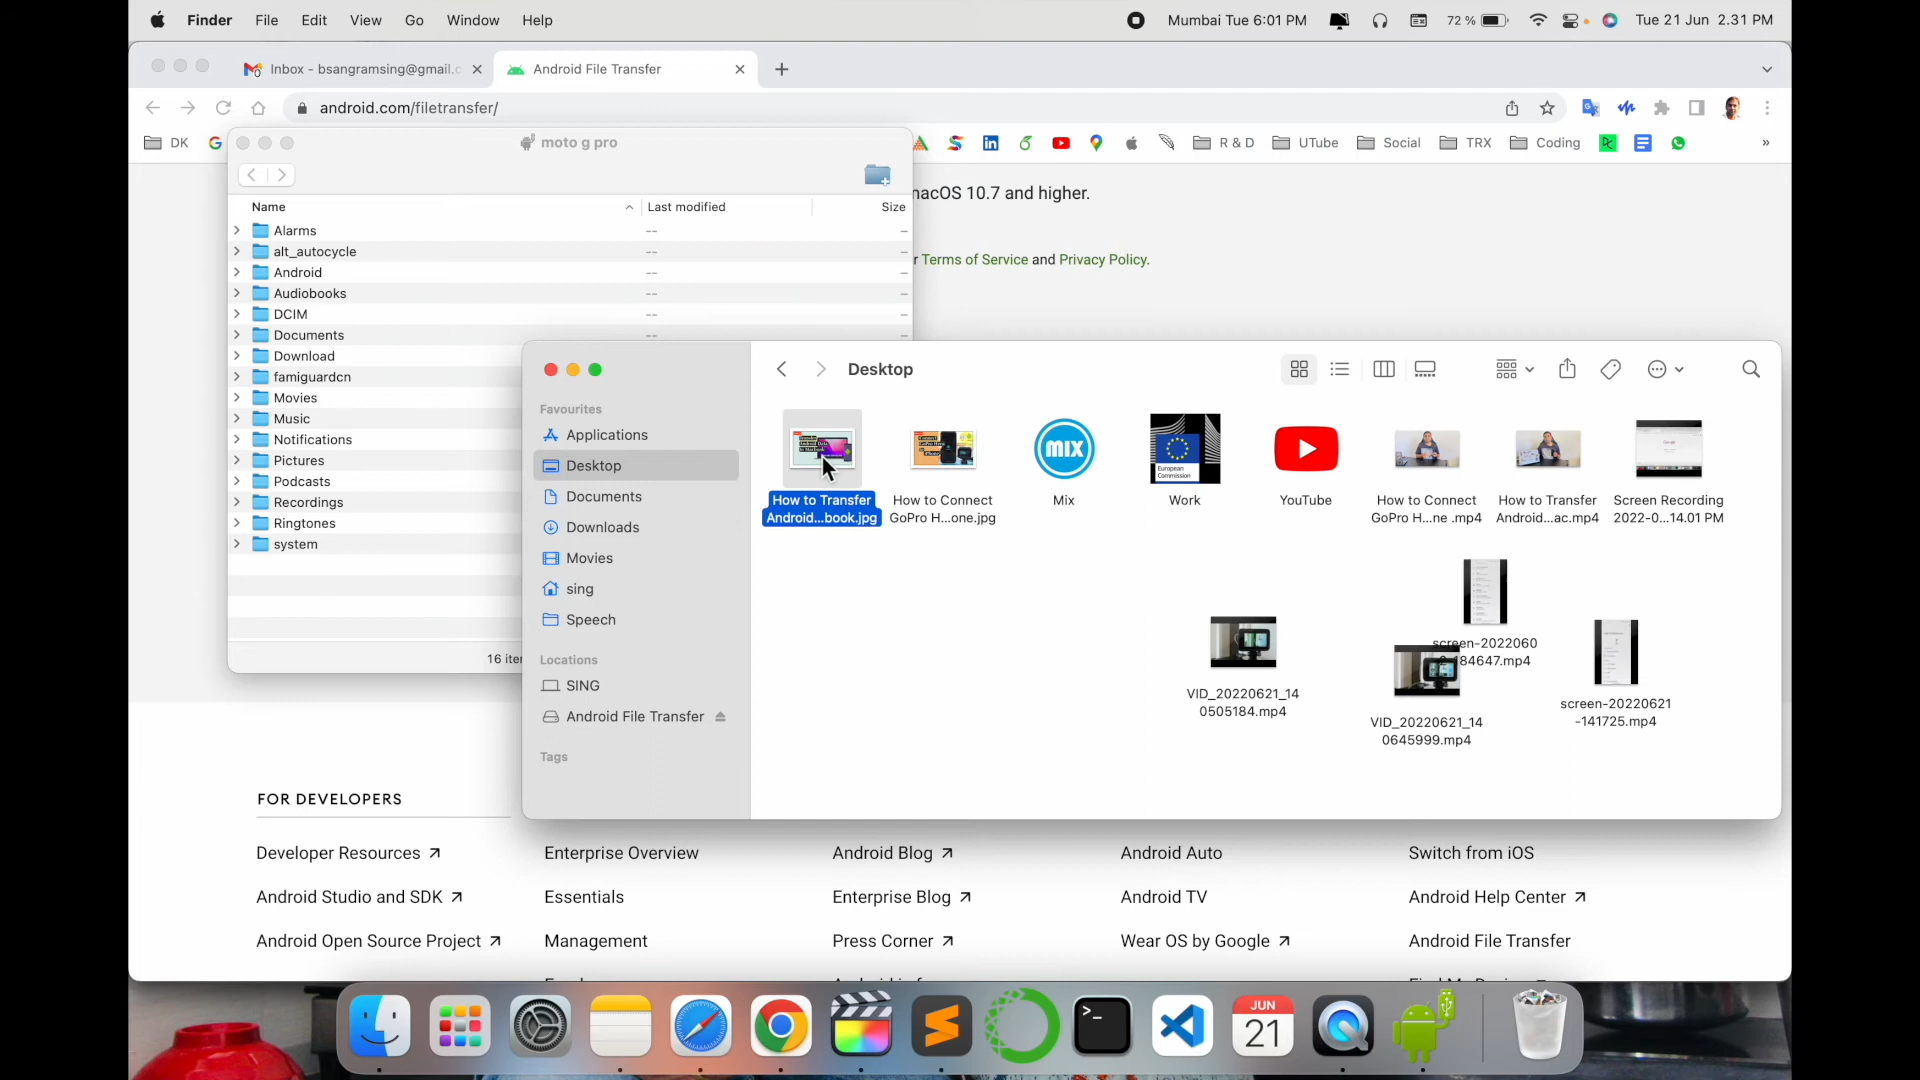 Finder File Edit View Go Window Help Mumbai Tue 6:01 PM 72 % Tue 21 Jun 2.31 PM
Inbox - bsangramsing@gmail.c Android File Transfer
android.com/filetransfer/
DK R & D UTube Social TRX Coding »
moto g pro
nacOS 10.7 and higher.
Name Last modified Size
Alarms -- --
alt_autocycle -- --
r Terms of Service and Privacy Policy.
Android -- --
Audiobooks -- --
DCIM -- --
Documents -- --
Download
famiguardcn
Movies
Music
Notifications
Pictures
Podcasts
Recordings
Ringtones
system
16 iter
Desktop
Favourites
Applications
Desktop
Documents
Downloads
Movies
sing
Speech
Locations
SING
Android File Transfer
Tags
MIX
European
Commission
How to Transfer
Android...book.jpg
How to Connect
GoPro H...one.jpg
Mix
Work
YouTube
How to Connect
GoPro H...ne .mp4
How to Transfer
Android...ac.mp4
Screen Recording
2022-0...14.01 PM
VID_20220621_14
0505184.mp4
VID_20220621_14
0645999.mp4
screen-20220621
-141725.mp4
FOR DEVELOPERS
Developer Resources Enterprise Overview Android Blog Android Auto Switch from iOS
Android Studio and SDK Essentials Enterprise Blog Android TV Android Help Center
Android Open Source Project Management Press Corner Wear OS by Google Android File Transfer
JUN
21